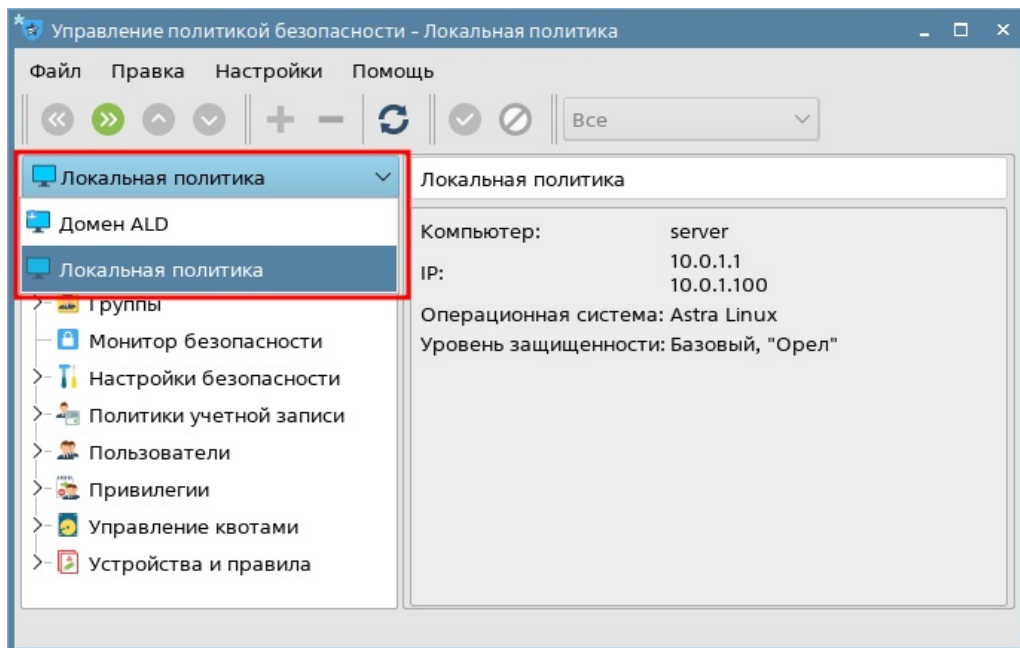 Управление политикой безопасности - Локальная политика
Файл Правка Настройки Помощь
Все
Локальная политика
Домен ALD
Локальная политика
Группы
Монитор безопасности
Настройки безопасности
Политики учетной записи
Пользователи
Привилегии
Управление квотами
Устройства и правила
Локальная политика
Компьютер: server
IP: 10.0.1.1
10.0.1.100
Операционная система: Astra Linux
Уровень защищенности: Базовый, "Орел"